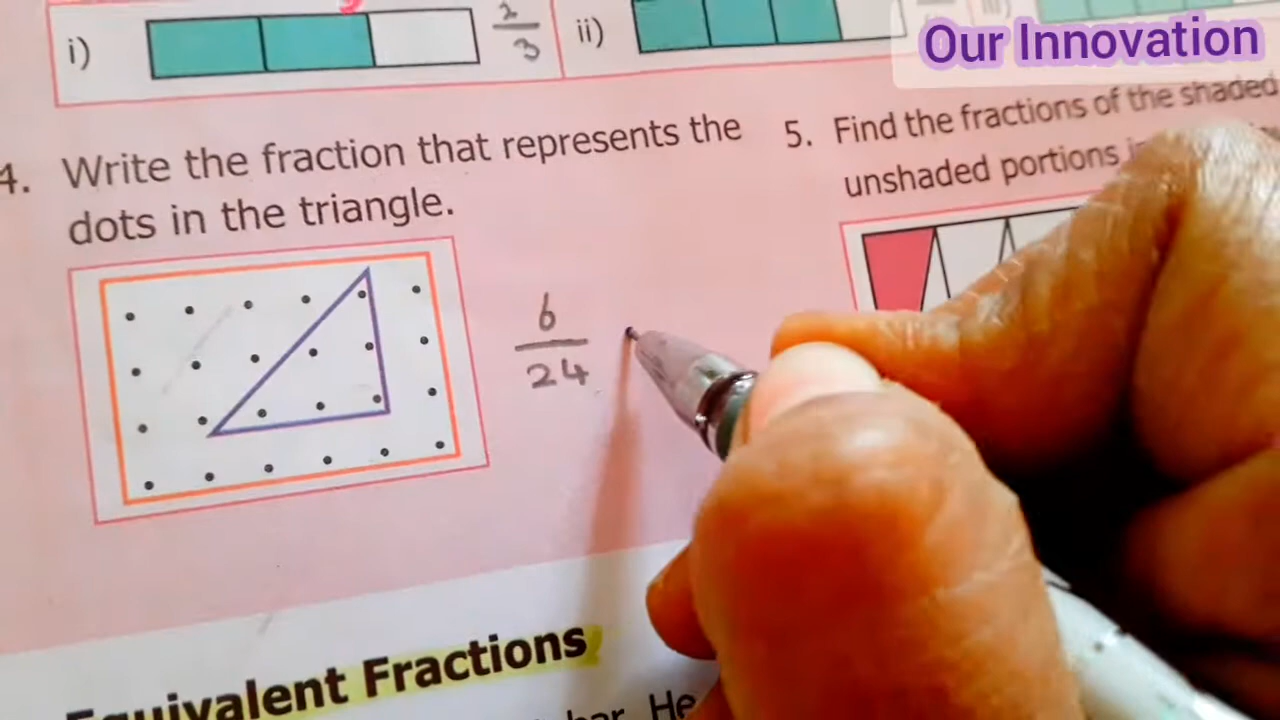 i)
2/3
ii)
Our Innovation
4. Write the fraction that represents the
dots in the triangle.
6/24
5. Find the fractions of the shaded
unshaded portions
Equivalent Fractions
He